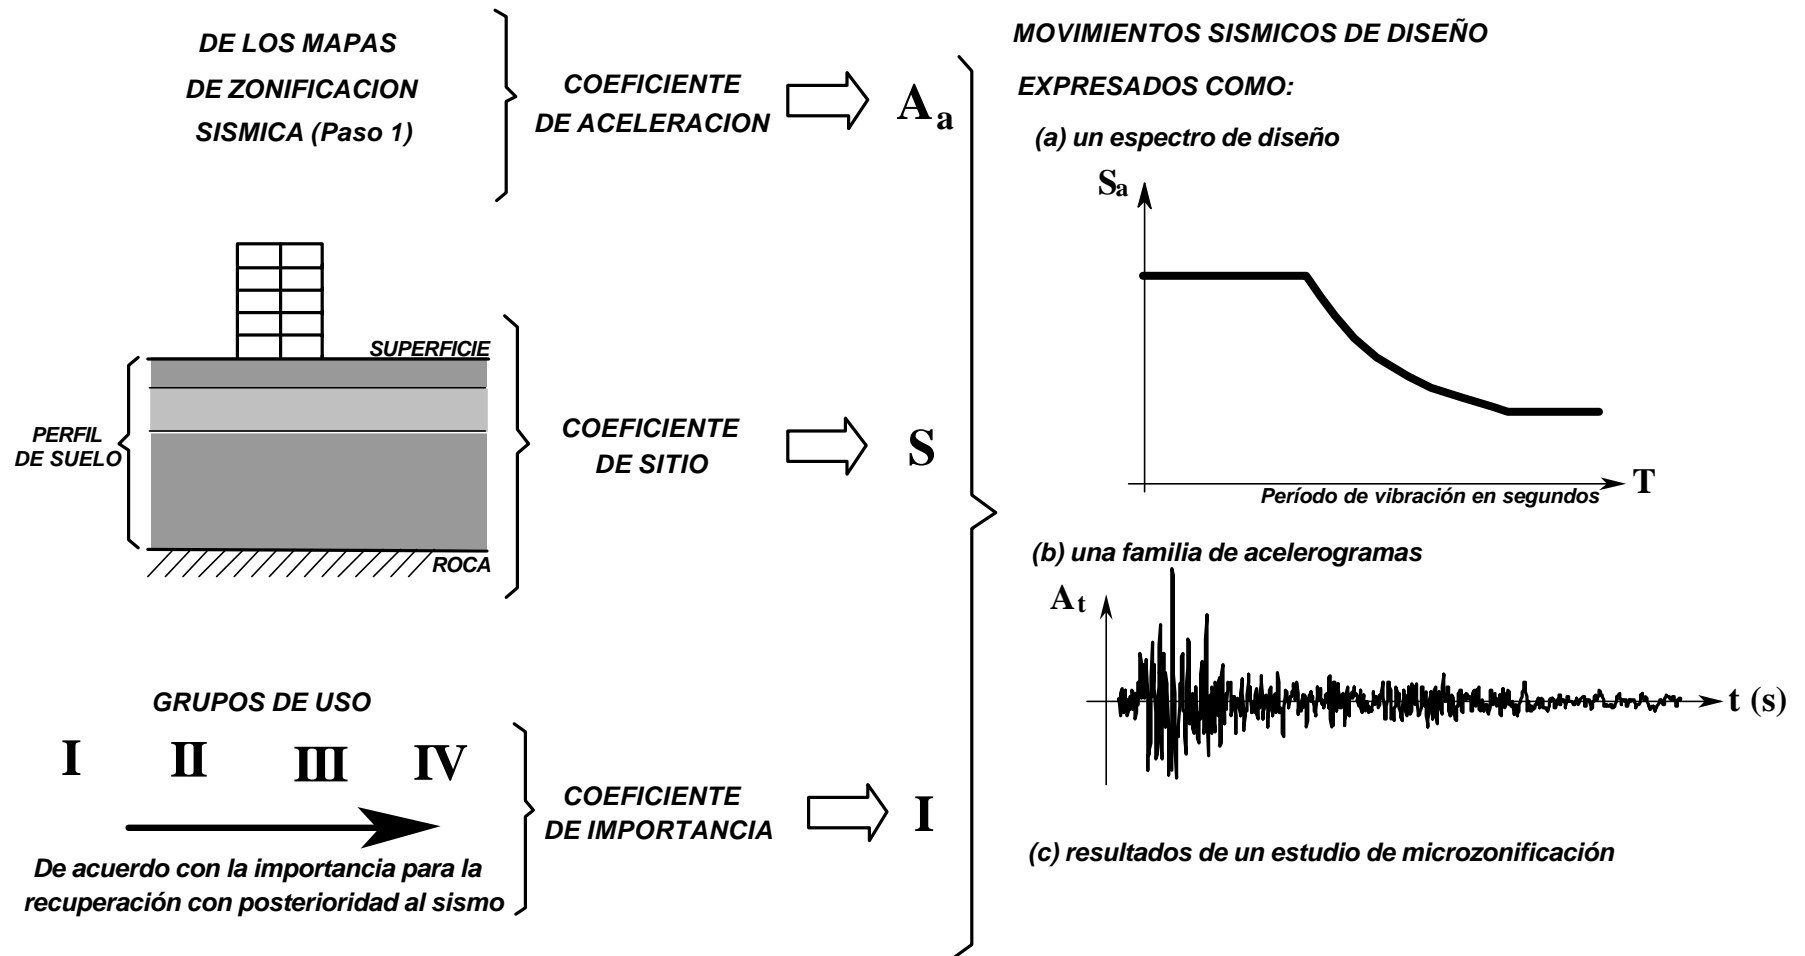 DE LOS MAPAS
DE ZONIFICACION
SISMICA (Paso 1)
COEFICIENTE
DE ACELERACION
Aa
SUPERFICIE
PERFIL
DE SUELO
ROCA
COEFICIENTE
DE SITIO
S
GRUPOS DE USO
I II III IV
De acuerdo con la importancia para la
recuperación con posterioridad al sismo
COEFICIENTE
DE IMPORTANCIA
I
MOVIMIENTOS SISMICOS DE DISEÑO
EXPRESADOS COMO:
(a) un espectro de diseño
Sa
T
Período de vibración en segundos
(b) una familia de acelerogramas
At
t (s)
(c) resultados de un estudio de microzonificación